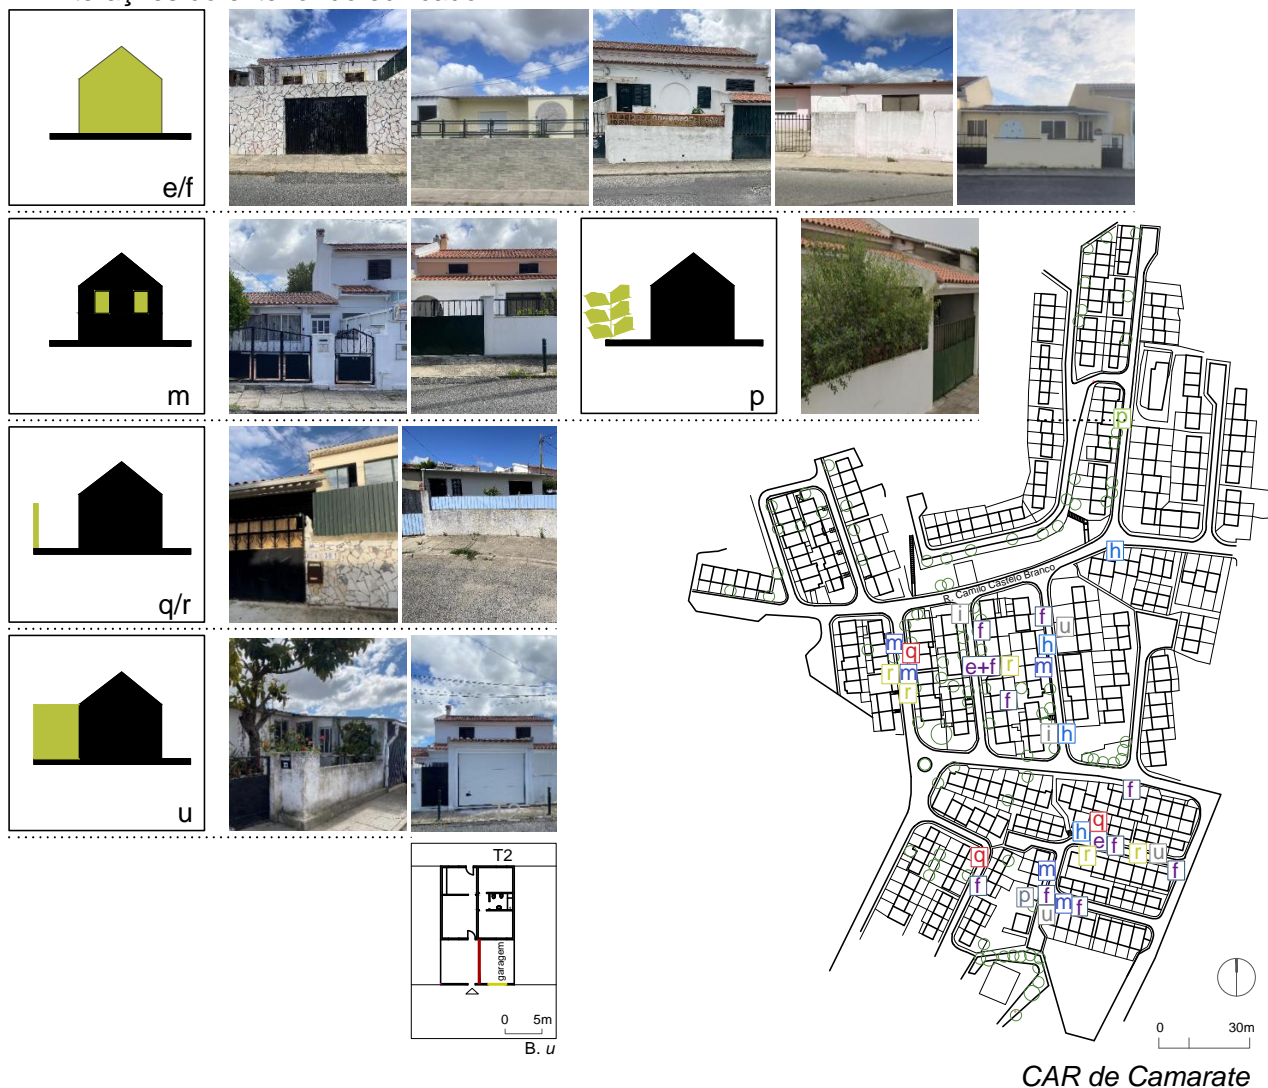 e/f
m
p
q/r
u
T2
garagem
0 5m
B. u
p
h
R. Camilo Castelo Branco
i
f
f
u
m
q
h
e+f
r
m
r
m
r
f
i
h
f
q
h
e
f
r
r
u
f
q
f
m
p
f
m
f
u
0 30m
CAR de Camarate